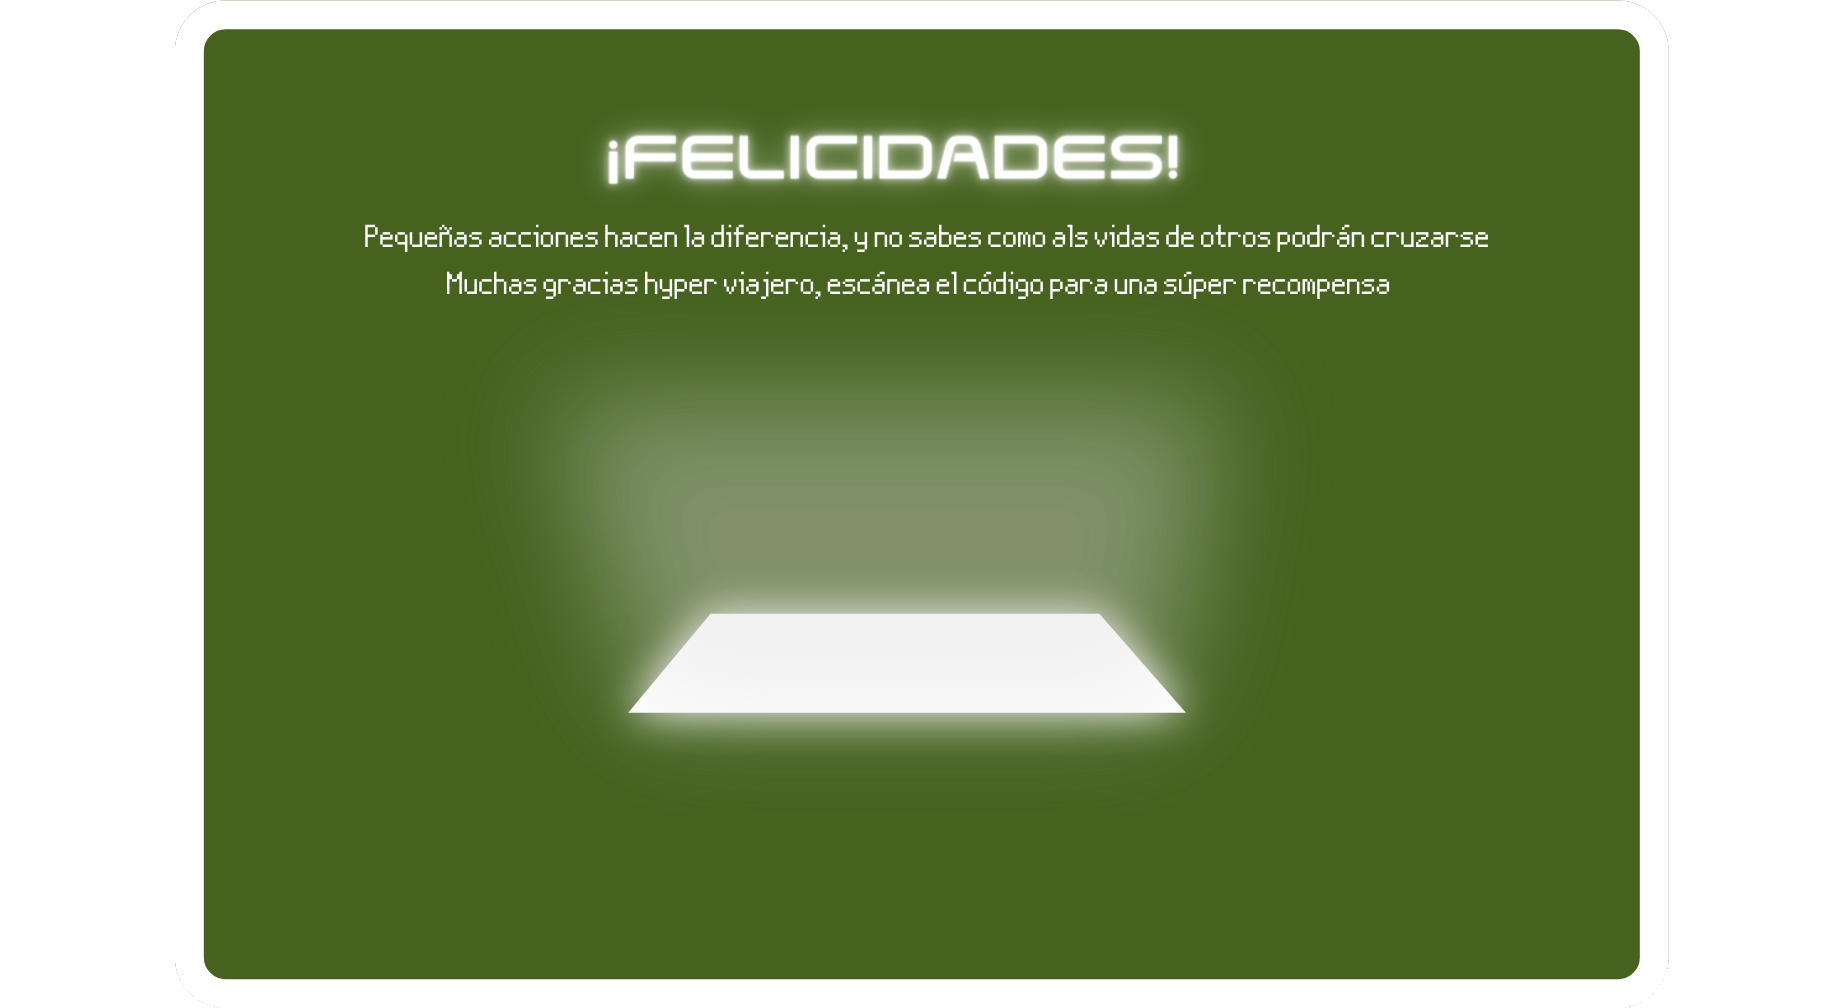 ¡FELICIDADES!
Pequeñas acciones hacen la diferencia, y no sabes como als vidas de otros podrán cruzarse
Muchas gracias hyper viajero, escánea el código para una súper recompensa